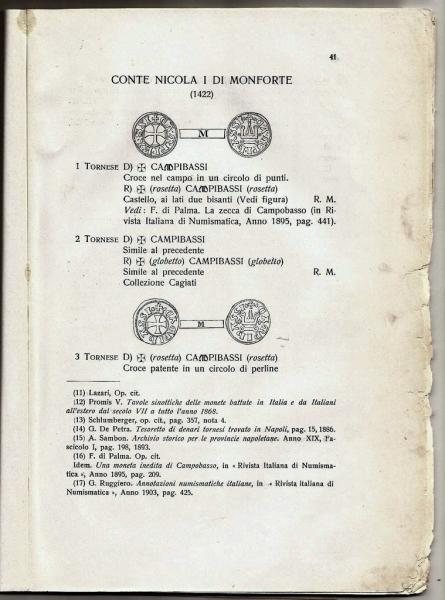 41
CONTE NICOLA I DI MONFORTE
(1422)
M
1 TORNESE D) ✠ CAMPIBASSI
Croce nel campo in un circolo di punti.
R) ✠ (rosetta) CAMPIBASSI (rosetta)
Castello, ai lati due bisanti (Vedi figura) R. M.
Vedi: F. di Palma. La zecca di Campobasso (in Ri-
vista Italiana di Numismatica, Anno 1895, pag. 441).
2 TORNESE D) ✠ CAMPIBASSI
Simile al precedente
R) ✠ (globetto) CAMPIBASSI (globetto)
Simile al precedente R. M.
Collezione Cagiati
M
3 TORNESE D) ✠ (rosetta) CAMPIBASSI (rosetta)
Croce patente in un circolo di perline
(11) Lazari, Op. cit.
(12) Promis V. Tavole sinottiche delle monete battute in Italia e da Italiani
all'estero dal secolo VII a tutto l'anno 1868.
(13) Schlumberger, op. cit., pag. 357, nota 4.
(14) G. De Petra. Tesoretto di denari tornesi trovato in Napoli, pag. 15, 1886.
(15) A. Sambon. Archivio storico per le provincie napoletane. Anno XIX, Fa-
scicolo I, pag. 198, 1893.
(16) F. di Palma. Op. cit.
Idem. Una moneta inedita di Campobasso, in « Rivista Italiana di Numisma-
tica », Anno 1895, pag. 209.
(17) G. Ruggiero. Annotazioni numismatiche italiane, in « Rivista italiana di
Numismatica », Anno 1903, pag. 425.